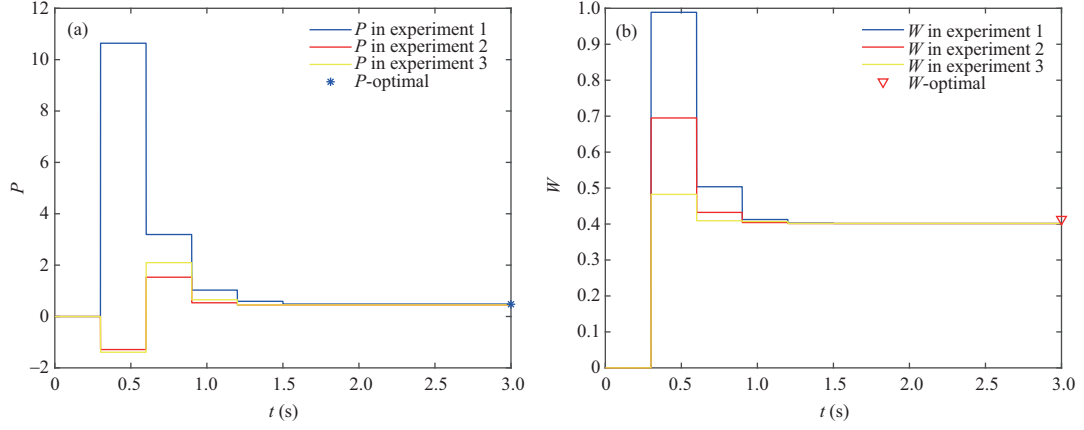 (a)
P in experiment 1
P in experiment 2
P in experiment 3
P-optimal
12
10
8
6
4
2
0
−2
P
0
0.5
1.0
1.5
2.0
2.5
3.0
t (s)
(b)
W in experiment 1
W in experiment 2
W in experiment 3
W-optimal
1.0
0.9
0.8
0.7
0.6
0.5
0.4
0.3
0.2
0.1
0
W
0
0.5
1.0
1.5
2.0
2.5
3.0
t (s)